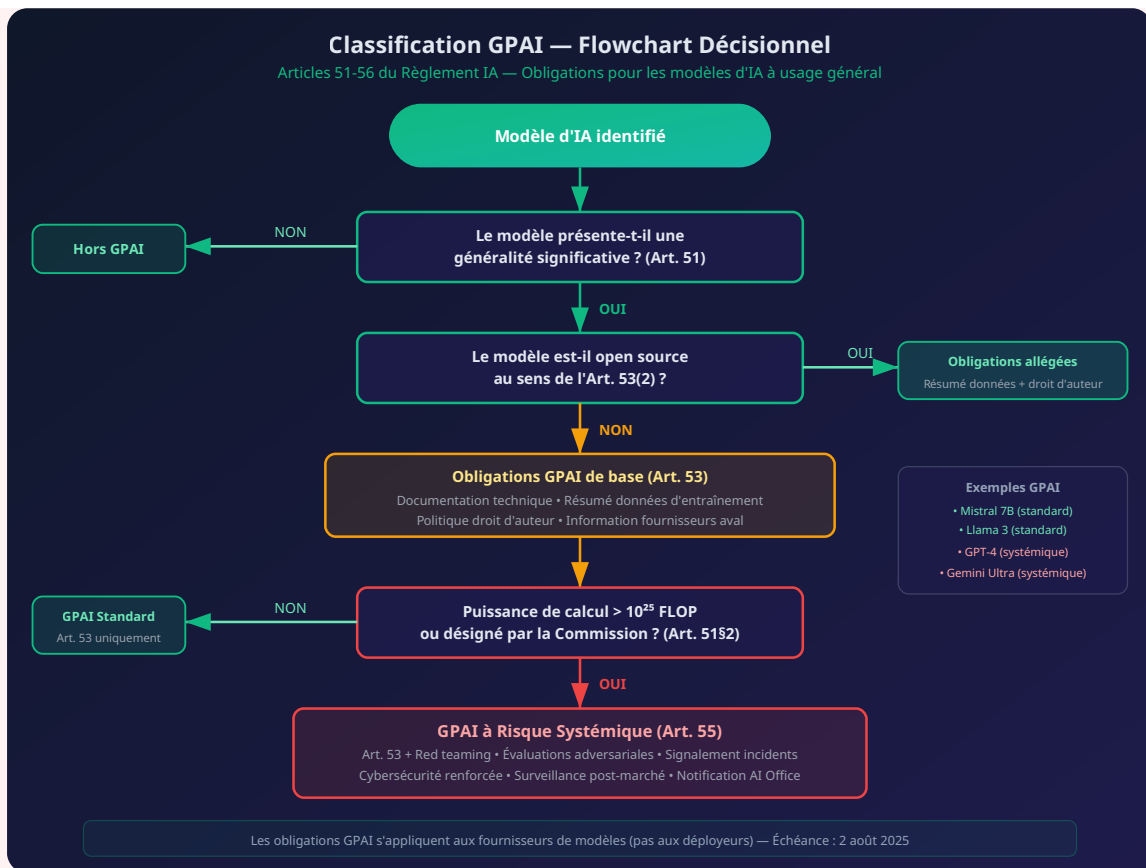 Classification GPAI — Flowchart Décisionnel
Articles 51-56 du Règlement IA — Obligations pour les modèles d'IA à usage général
Modèle d'IA identifié
Le modèle présente-t-il une
généralité significative ? (Art. 51)
NON
Hors GPAI
OUI
Le modèle est-il open source
au sens de l'Art. 53(2) ?
OUI
Obligations allégées
Résumé données + droit d'auteur
NON
Obligations GPAI de base (Art. 53)
Documentation technique • Résumé données d'entraînement
Politique droit d'auteur • Information fournisseurs aval
Exemples GPAI
• Mistral 7B (standard)
• Llama 3 (standard)
• GPT-4 (systémique)
• Gemini Ultra (systémique)
Puissance de calcul > 10²⁵ FLOP
ou désigné par la Commission ? (Art. 51§2)
NON
GPAI Standard
Art. 53 uniquement
OUI
GPAI à Risque Systémique (Art. 55)
Art. 53 + Red teaming • Évaluations adversariales • Signalement incidents
Cybersécurité renforcée • Surveillance post-marché • Notification AI Office
Les obligations GPAI s'appliquent aux fournisseurs de modèles (pas aux déployeurs) — Échéance : 2 août 2025